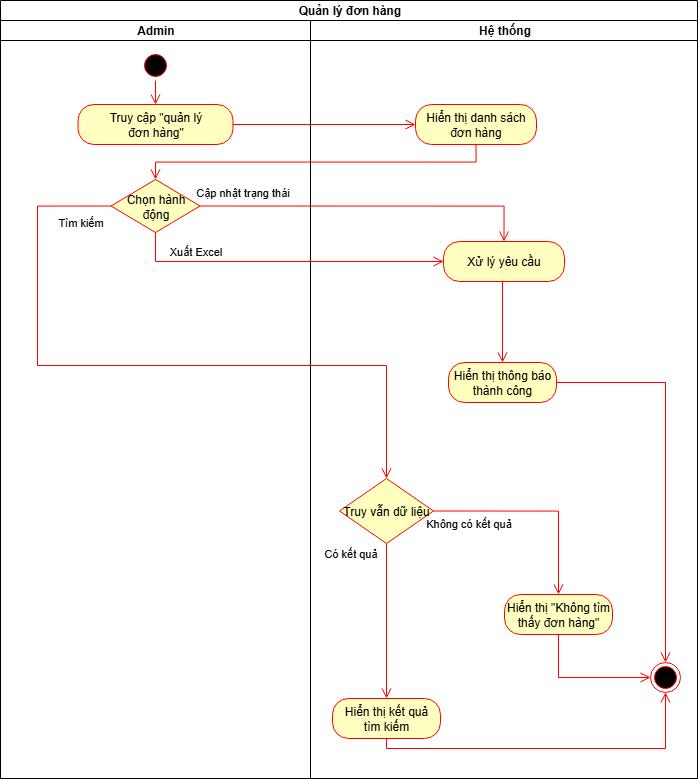 Quản lý đơn hàng
Admin
Hệ thống
Truy cập "quản lý
đơn hàng"
Hiển thị danh sách
đơn hàng
Chọn hành
động
Cập nhật trạng thái
Tìm kiếm
Xuất Excel
Xử lý yêu cầu
Hiển thị thông báo
thành công
Truy vấn dữ liệu
Không có kết quả
Có kết quả
Hiển thị "Không tìm
thấy đơn hàng"
Hiển thị kết quả
tìm kiếm